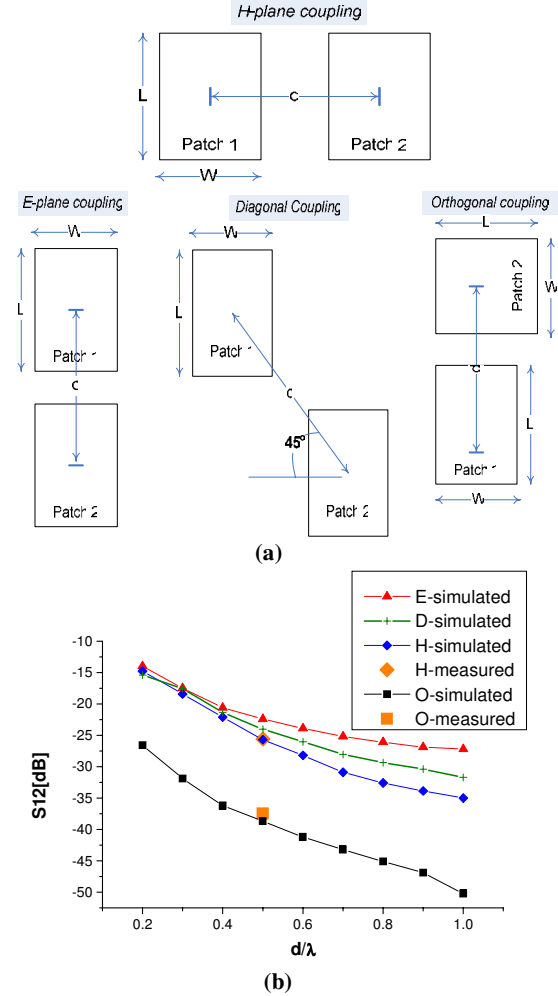 H-plane coupling
L
d
Patch 1
Patch 2
W
E-plane coupling
Diagonal Coupling
Orthogonal coupling
W
W
L
L
L
Patch 1
d
Patch 2
Patch 1
d
45°
Patch 2
Patch 2
W
d
L
Patch 1
W
(a)
E-simulated
D-simulated
H-simulated
H-measured
O-simulated
O-measured
-10
-15
-20
-25
-30
-35
-40
-45
-50
S12[dB]
0.2
0.4
0.6
0.8
1.0
d/λ
(b)